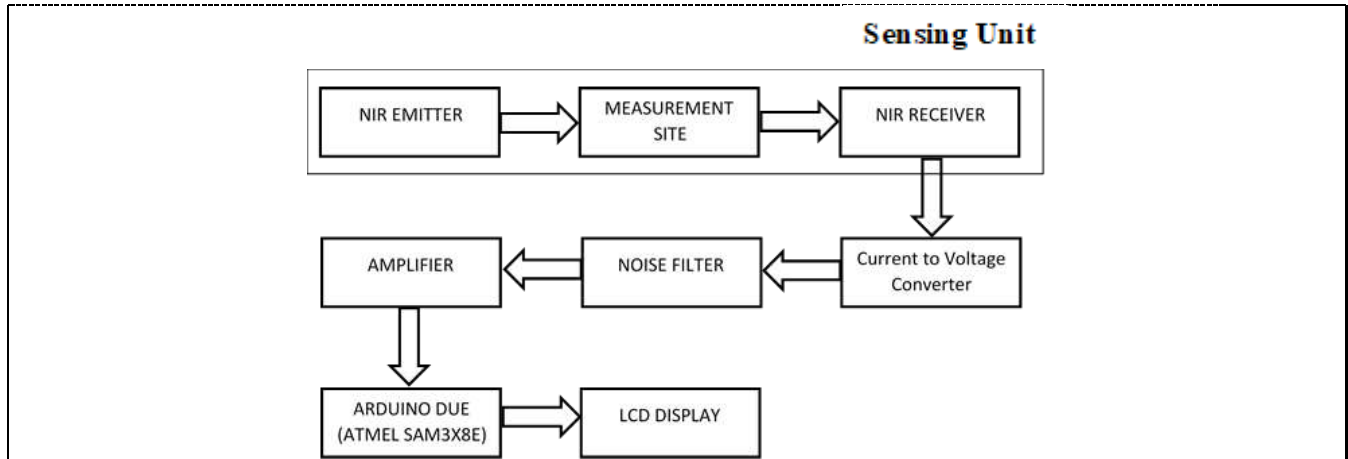 Sensing Unit
NIR EMITTER
MEASUREMENT
SITE
NIR RECEIVER
AMPLIFIER
NOISE FILTER
Current to Voltage
Converter
ARDUINO DUE
(ATMEL SAM3X8E)
LCD DISPLAY